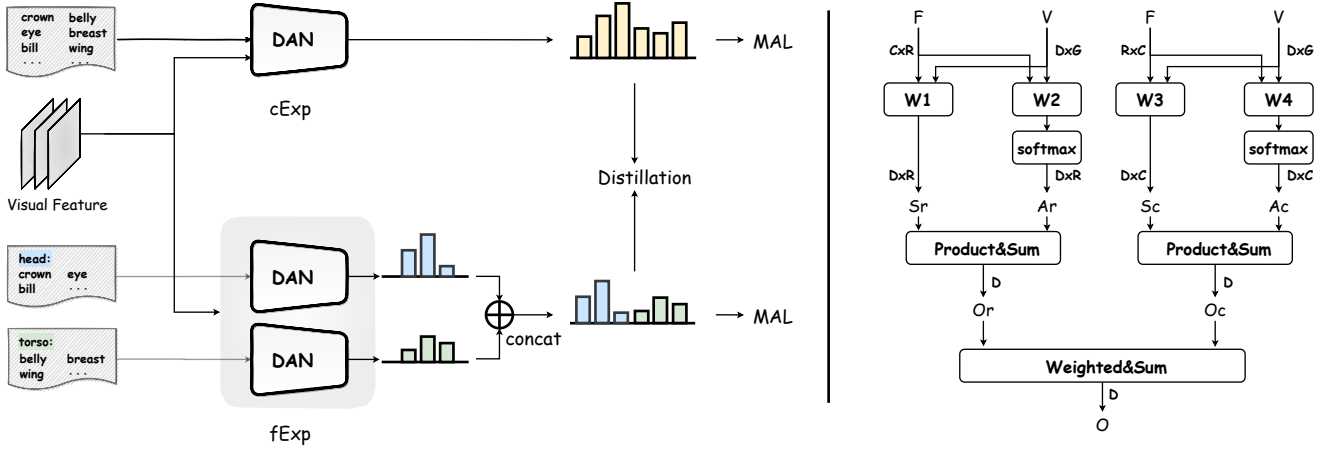 crown belly
eye breast
bill wing
. . . . . .
DAN
cExp
MAL
Visual Feature
Distillation
head:
crown eye
bill . . .
DAN
torso:
belly breast
wing . . .
DAN
fExp
concat
MAL
F V F V
CxR DxG RxC DxG
W1 W2 W3 W4
softmax softmax
DxR DxR DxC DxC
Sr Ar Sc Ac
Product&Sum Product&Sum
D D
Or Oc
Weighted&Sum
D
O